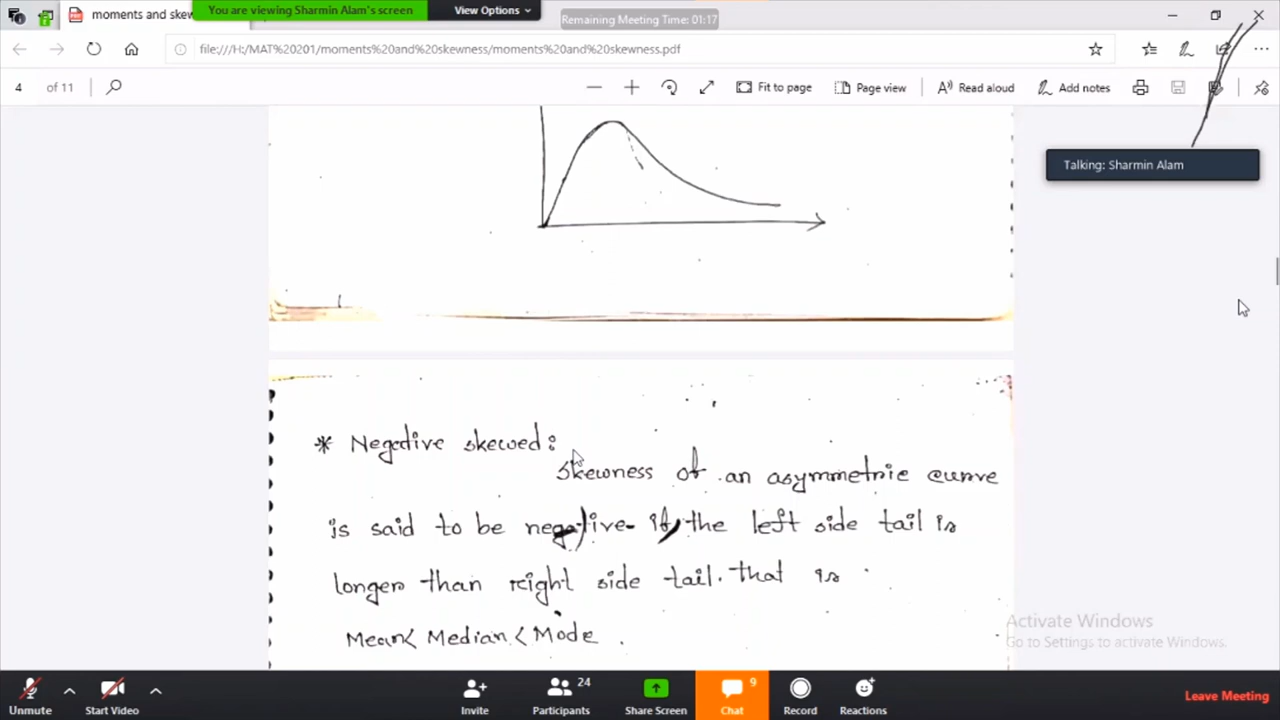 moments and skew
You are viewing Sharmin Alam's screen
View Options
Remaining Meeting Time: 01:17
file:///H:/MAT%20201/moments%20and%20skewness/moments%20and%20skewness.pdf
4 of 11
Fit to page
Page view
Read aloud
Add notes
Talking: Sharmin Alam
* Negative skewed:
skewness of an asymmetric curve
is said to be negative if the left side tail is
longer than right side tail. that is
Mean < Median < Mode.
Activate Windows
Go to Settings to activate Windows.
Unmute
Start Video
Invite
24
Participants
Share Screen
9
Chat
Record
Reactions
Leave Meeting